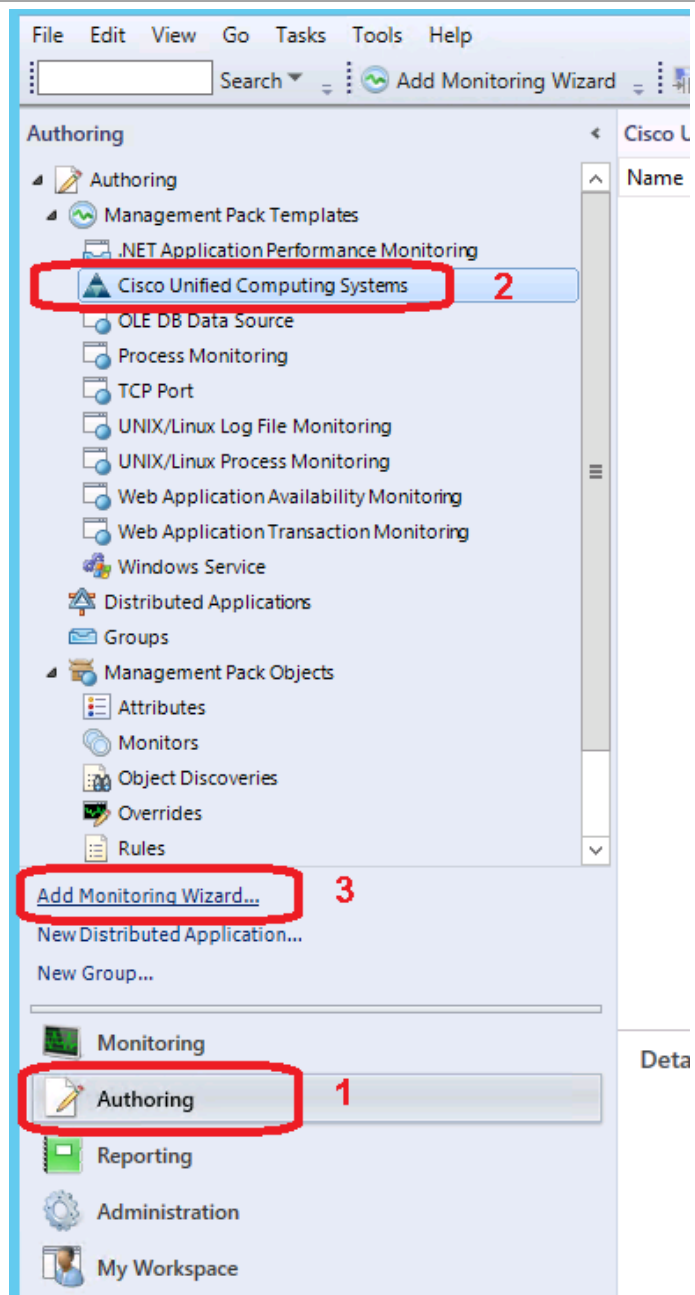 File Edit View Go Tasks Tools Help
Search Add Monitoring Wizard
Authoring
Cisco U
Authoring
Name
Management Pack Templates
.NET Application Performance Monitoring
Cisco Unified Computing Systems
2
OLE DB Data Source
Process Monitoring
TCP Port
UNIX/Linux Log File Monitoring
UNIX/Linux Process Monitoring
Web Application Availability Monitoring
Web Application Transaction Monitoring
Windows Service
Distributed Applications
Groups
Management Pack Objects
Attributes
Monitors
Object Discoveries
Overrides
Rules
Add Monitoring Wizard...
3
New Distributed Application...
New Group...
Monitoring
Deta
Authoring
1
Reporting
Administration
My Workspace